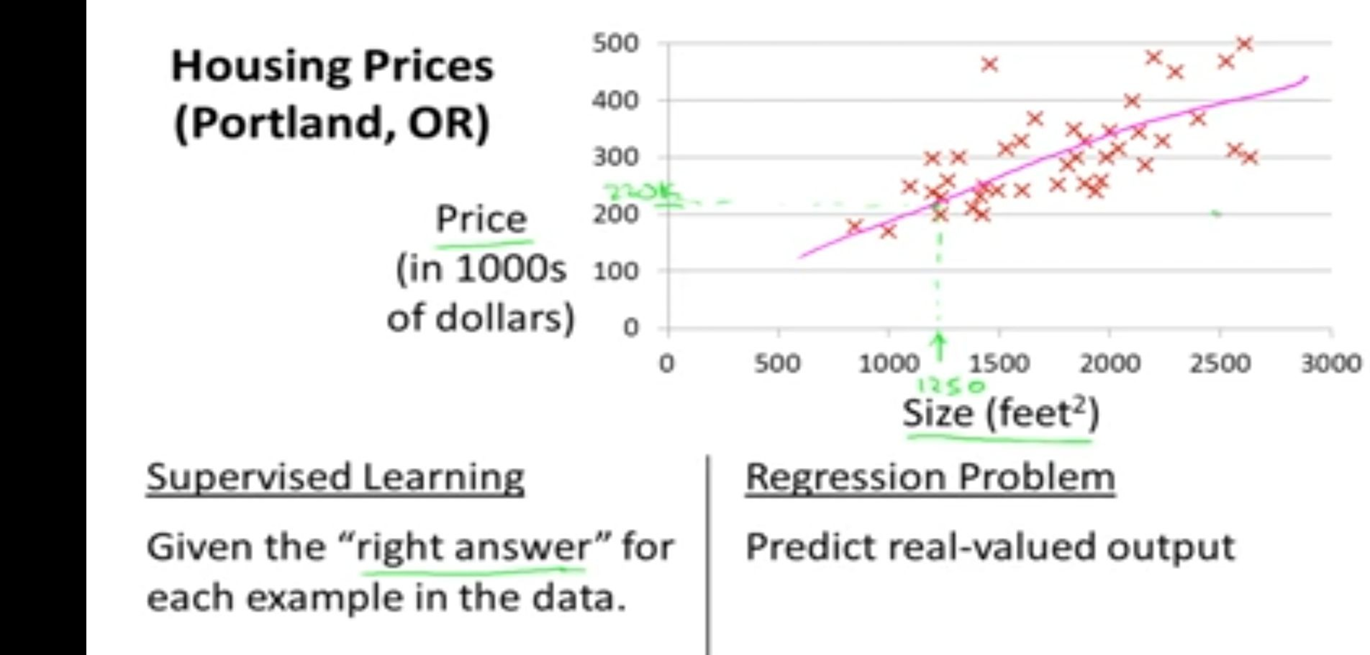 Housing Prices
(Portland, OR)
500
400
300
220k
200
100
0
Price
(in 1000s
of dollars)
0 500 1000 1500 2000 2500 3000
1250
Size (feet²)
Supervised Learning
Given the “right answer” for
each example in the data.
Regression Problem
Predict real-valued output